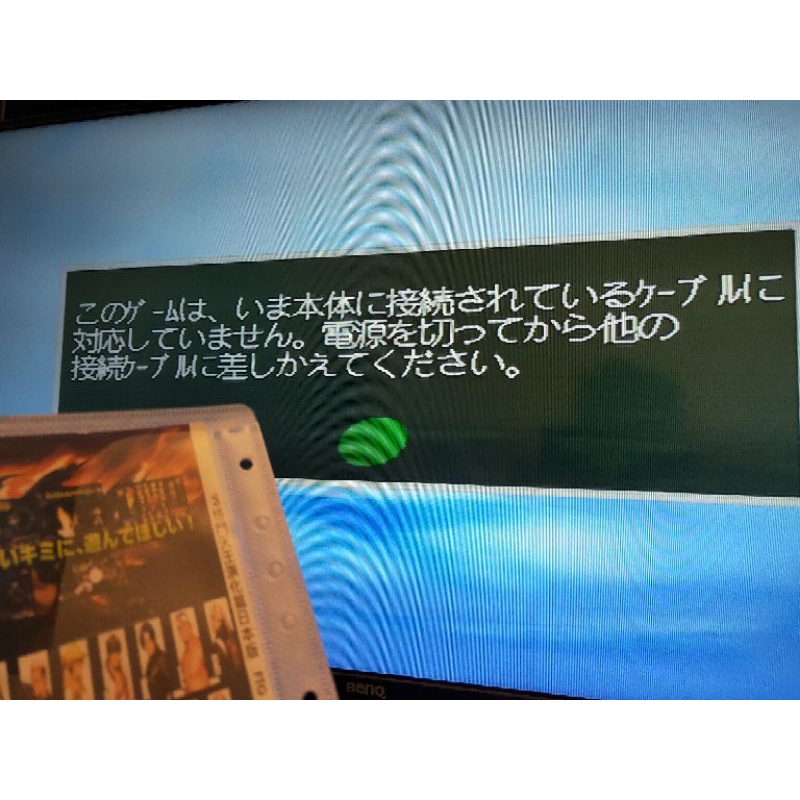 このｹﾞｰﾑは、いま本体に接続されているｹｰﾌﾞﾙに
対応していません。電源を切ってから他の
接続ｹｰﾌﾞﾙに差しかえてください。
いキミに、遊んでほしい！
BenQ